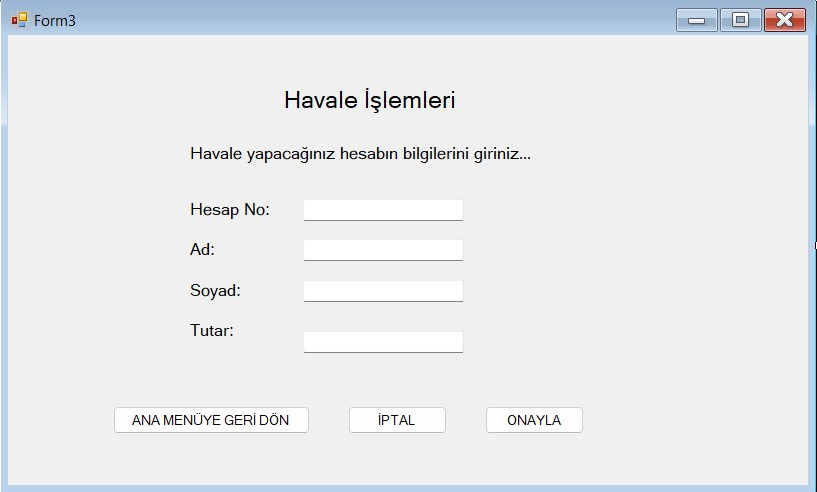 Form3
Havale İşlemleri
Havale yapacağınız hesabın bilgilerini giriniz...
Hesap No:
Ad:
Soyad:
Tutar:
ANA MENÜYE GERİ DÖN İPTAL ONAYLA